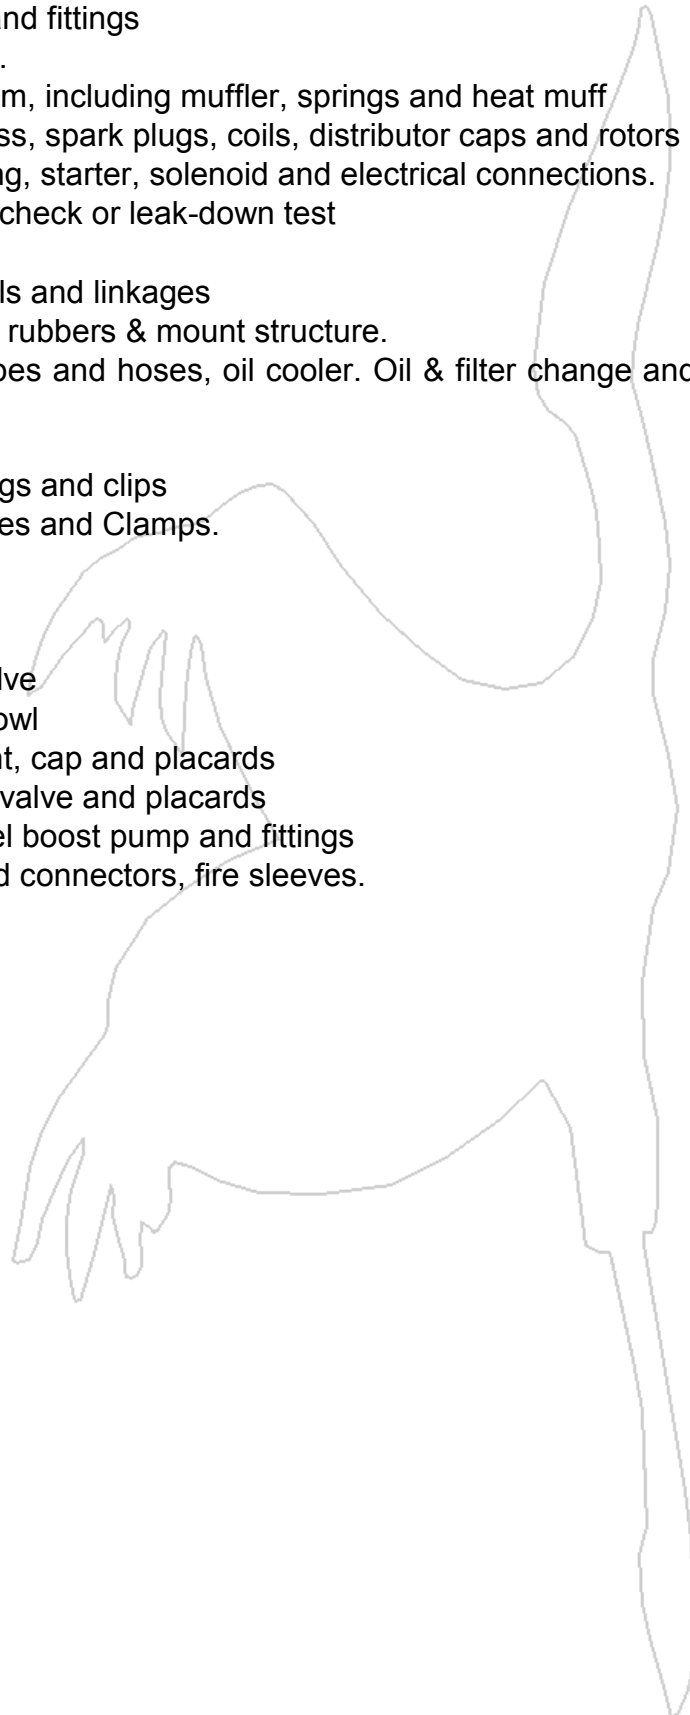 and fittings
.
m, including muffler, springs and heat muff
ss, spark plugs, coils, distributor caps and rotors
ng, starter, solenoid and electrical connections.
check or leak-down test
ls and linkages
rubbers & mount structure.
pes and hoses, oil cooler. Oil & filter change and
gs and clips
es and Clamps.
lve
owl
nt, cap and placards
valve and placards
el boost pump and fittings
d connectors, fire sleeves.